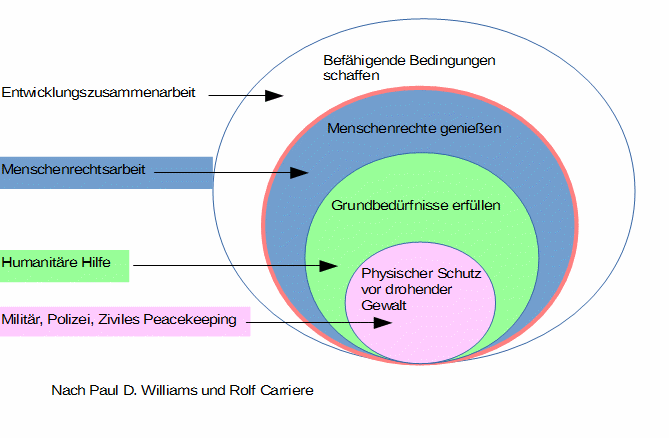 Befähigende Bedingungen
schaffen
Entwicklungszusammenarbeit
Menschenrechte genießen
Menschenrechtsarbeit
Grundbedürfnisse erfüllen
Humanitäre Hilfe
Physischer Schutz
vor drohender
Gewalt
Militär, Polizei, Ziviles Peacekeeping
Nach Paul D. Williams und Rolf Carriere